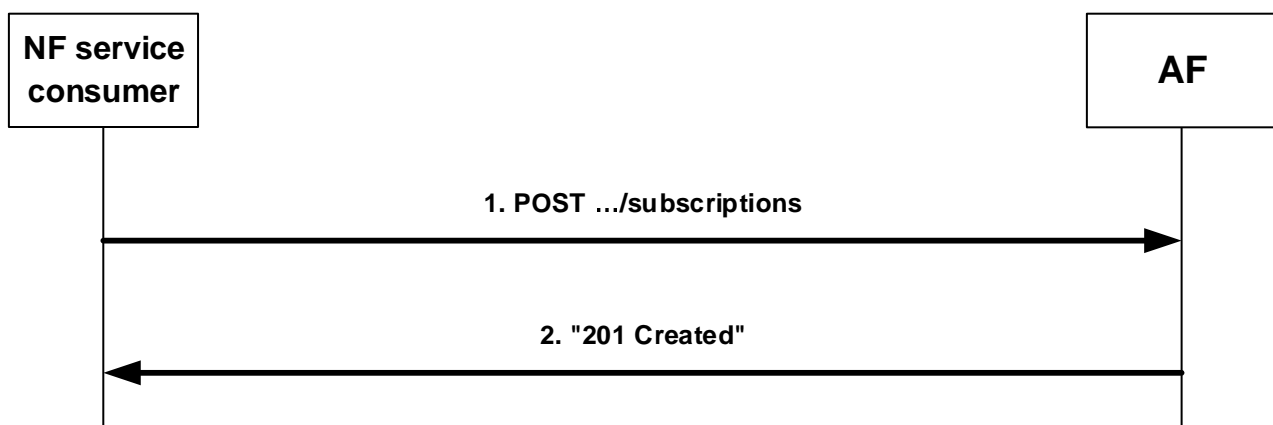 NF service
consumer
AF
1. POST .../subscriptions
2. "201 Created"